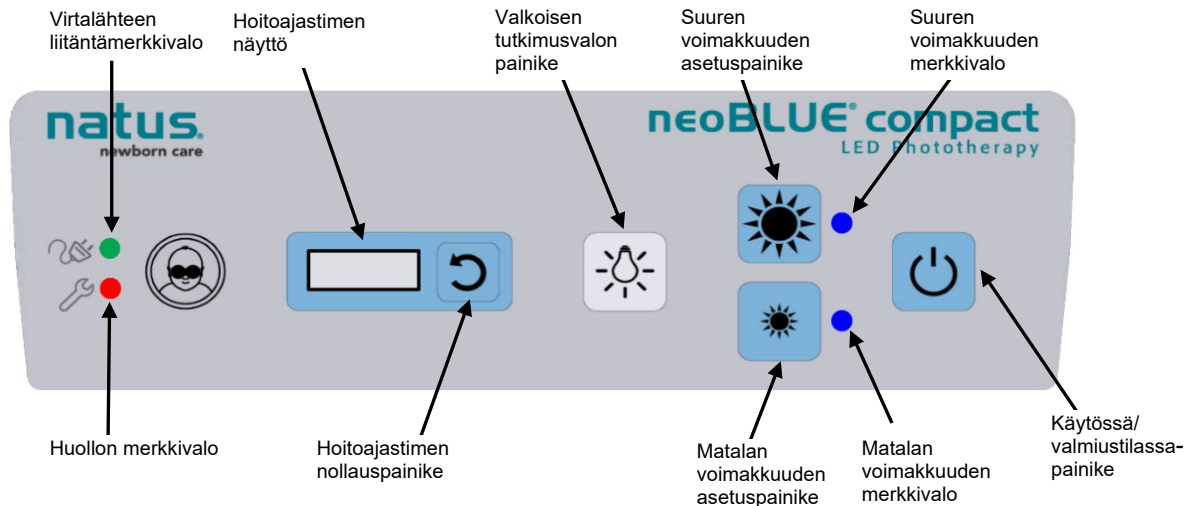 Virtalähteen
liitäntämerkkivalo
Hoitoajastimen
näyttö
Valkoisen
tutkimusvalon
painike
Suuren
voimakkuuden
asetuspainike
Suuren
voimakkuuden
merkkivalo
natus.
newborn care
neoBLUE® compact
LED Phototherapy
Huollon merkkivalo
Hoitoajastimen
nollauspainike
Matalan
voimakkuuden
asetuspainike
Matalan
voimakkuuden
merkkivalo
Käytössä/
valmiustilassa-
painike